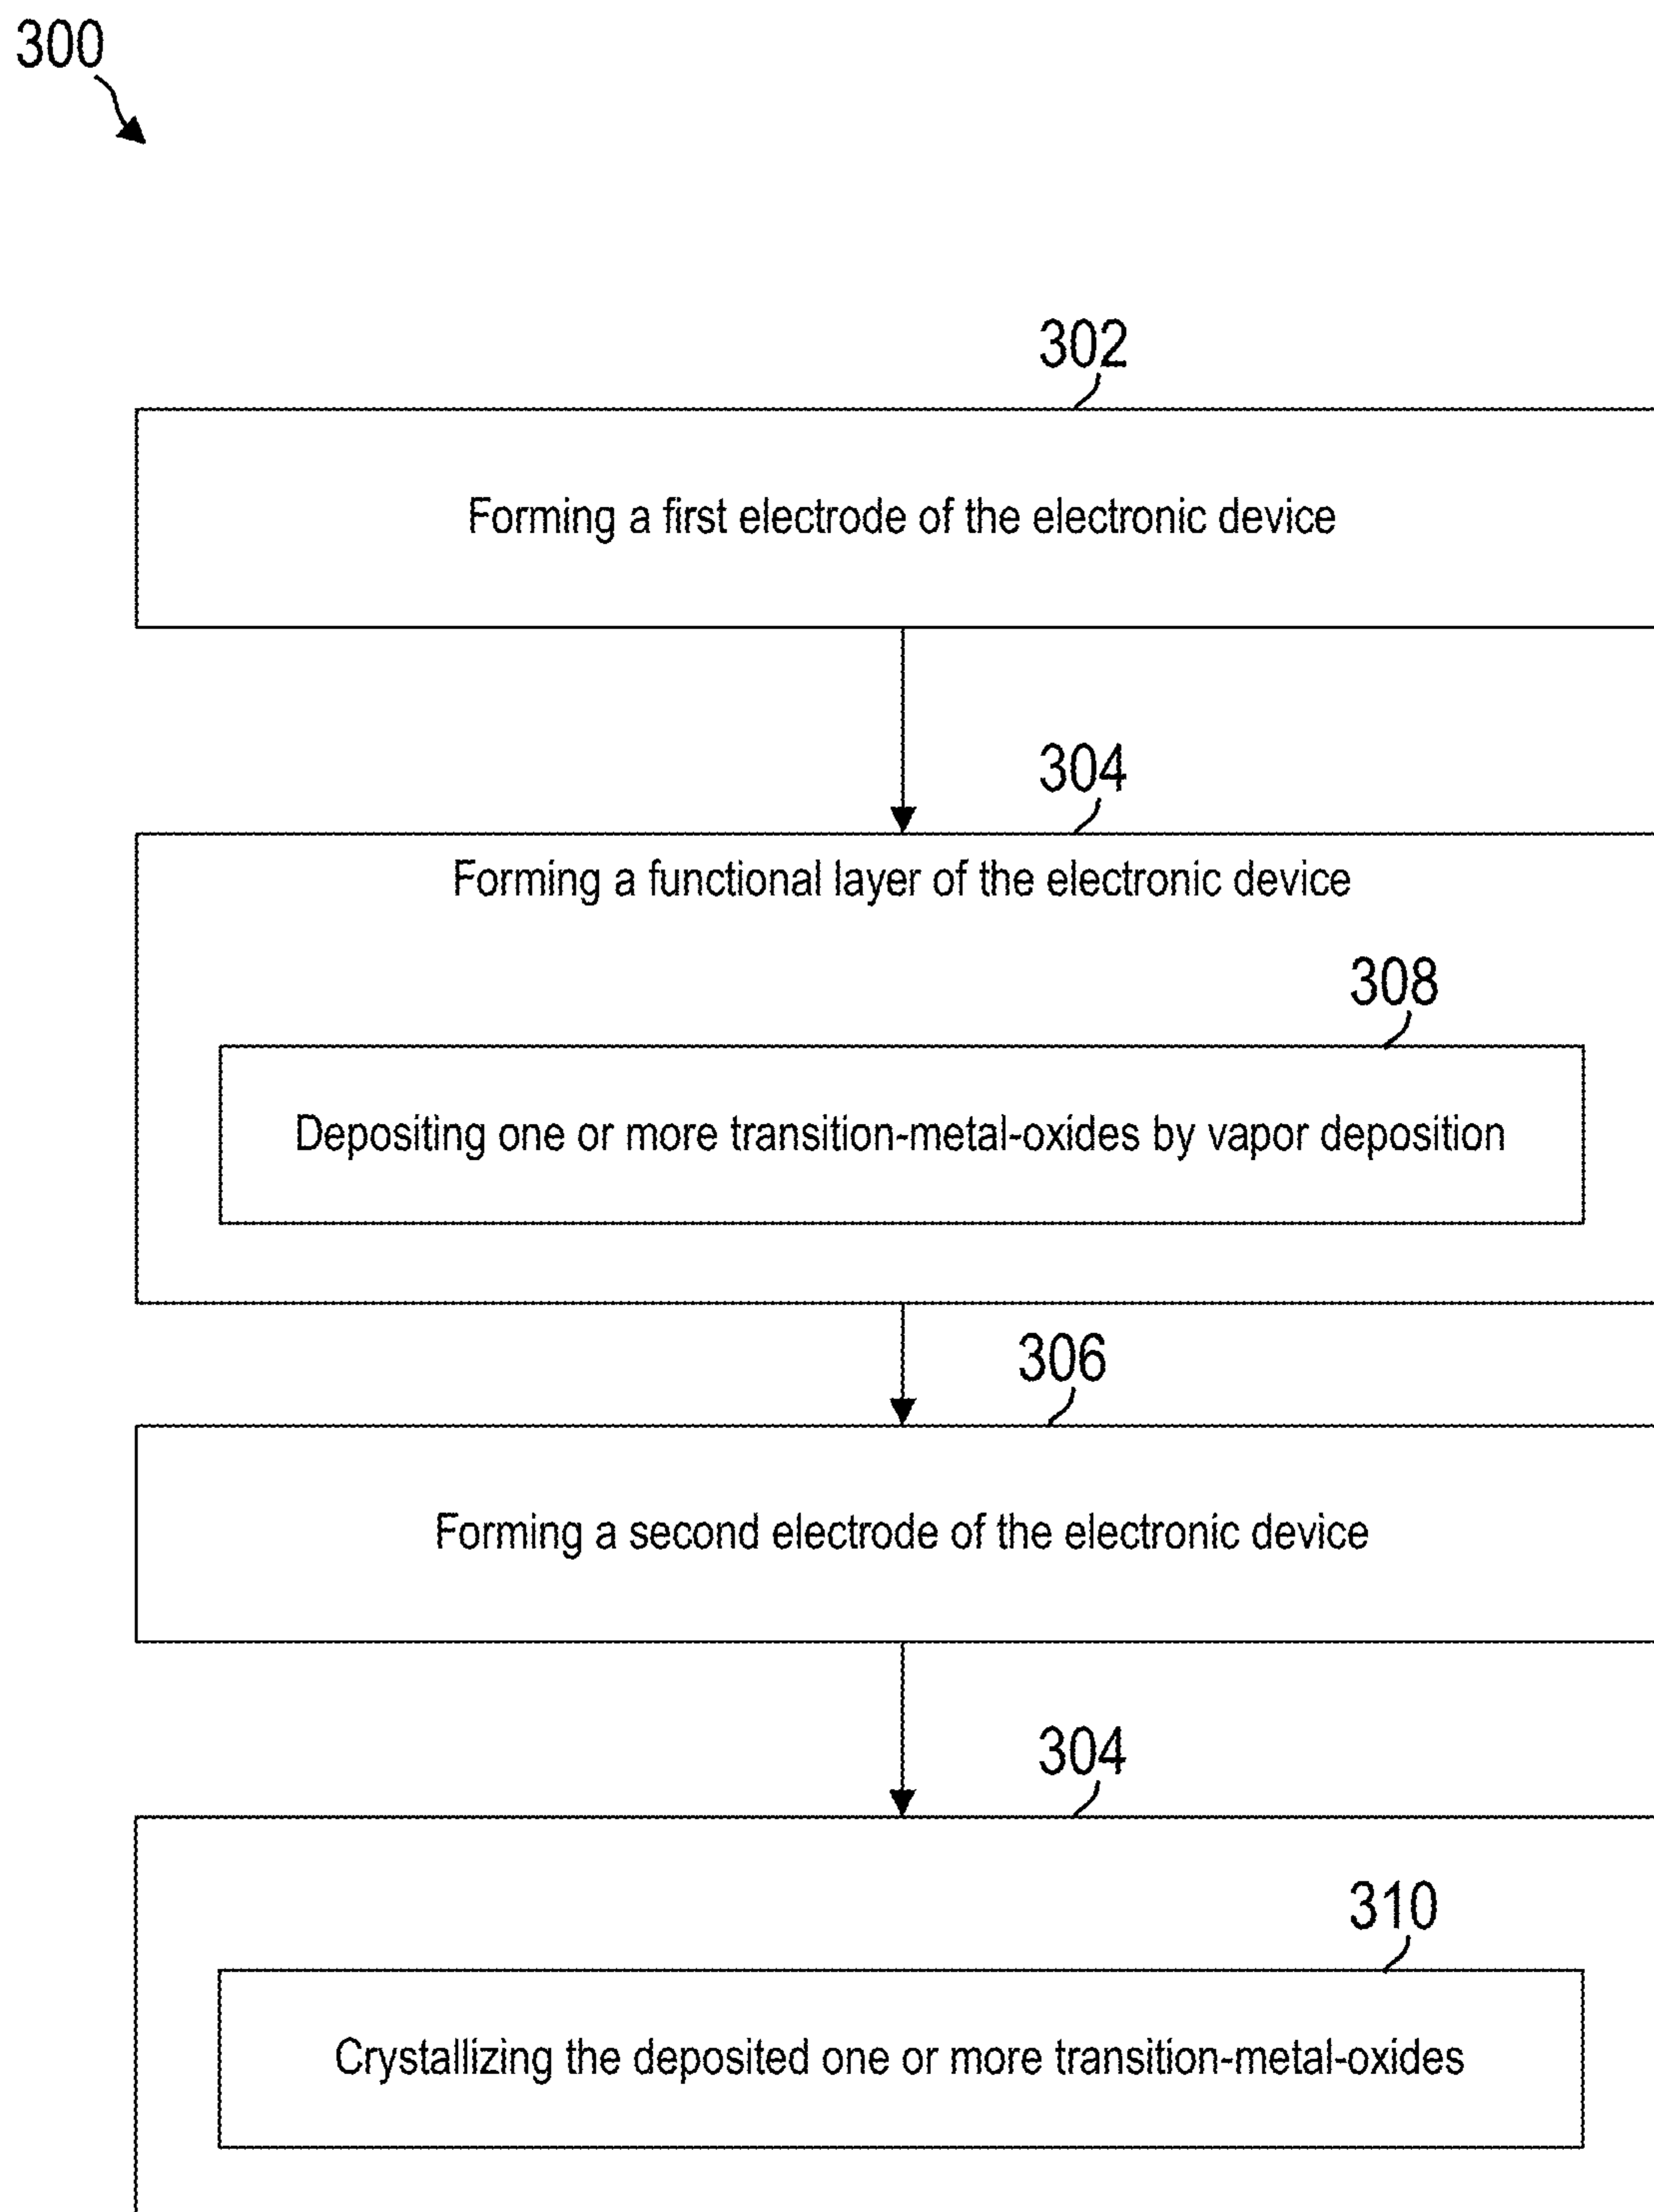 300
302
Forming a first electrode of the electronic device
304
Forming a functional layer of the electronic device
308
Depositing one or more transition-metal-oxides by vapor deposition
306
Forming a second electrode of the electronic device
304
310
Crystallizing the deposited one or more transition-metal-oxides